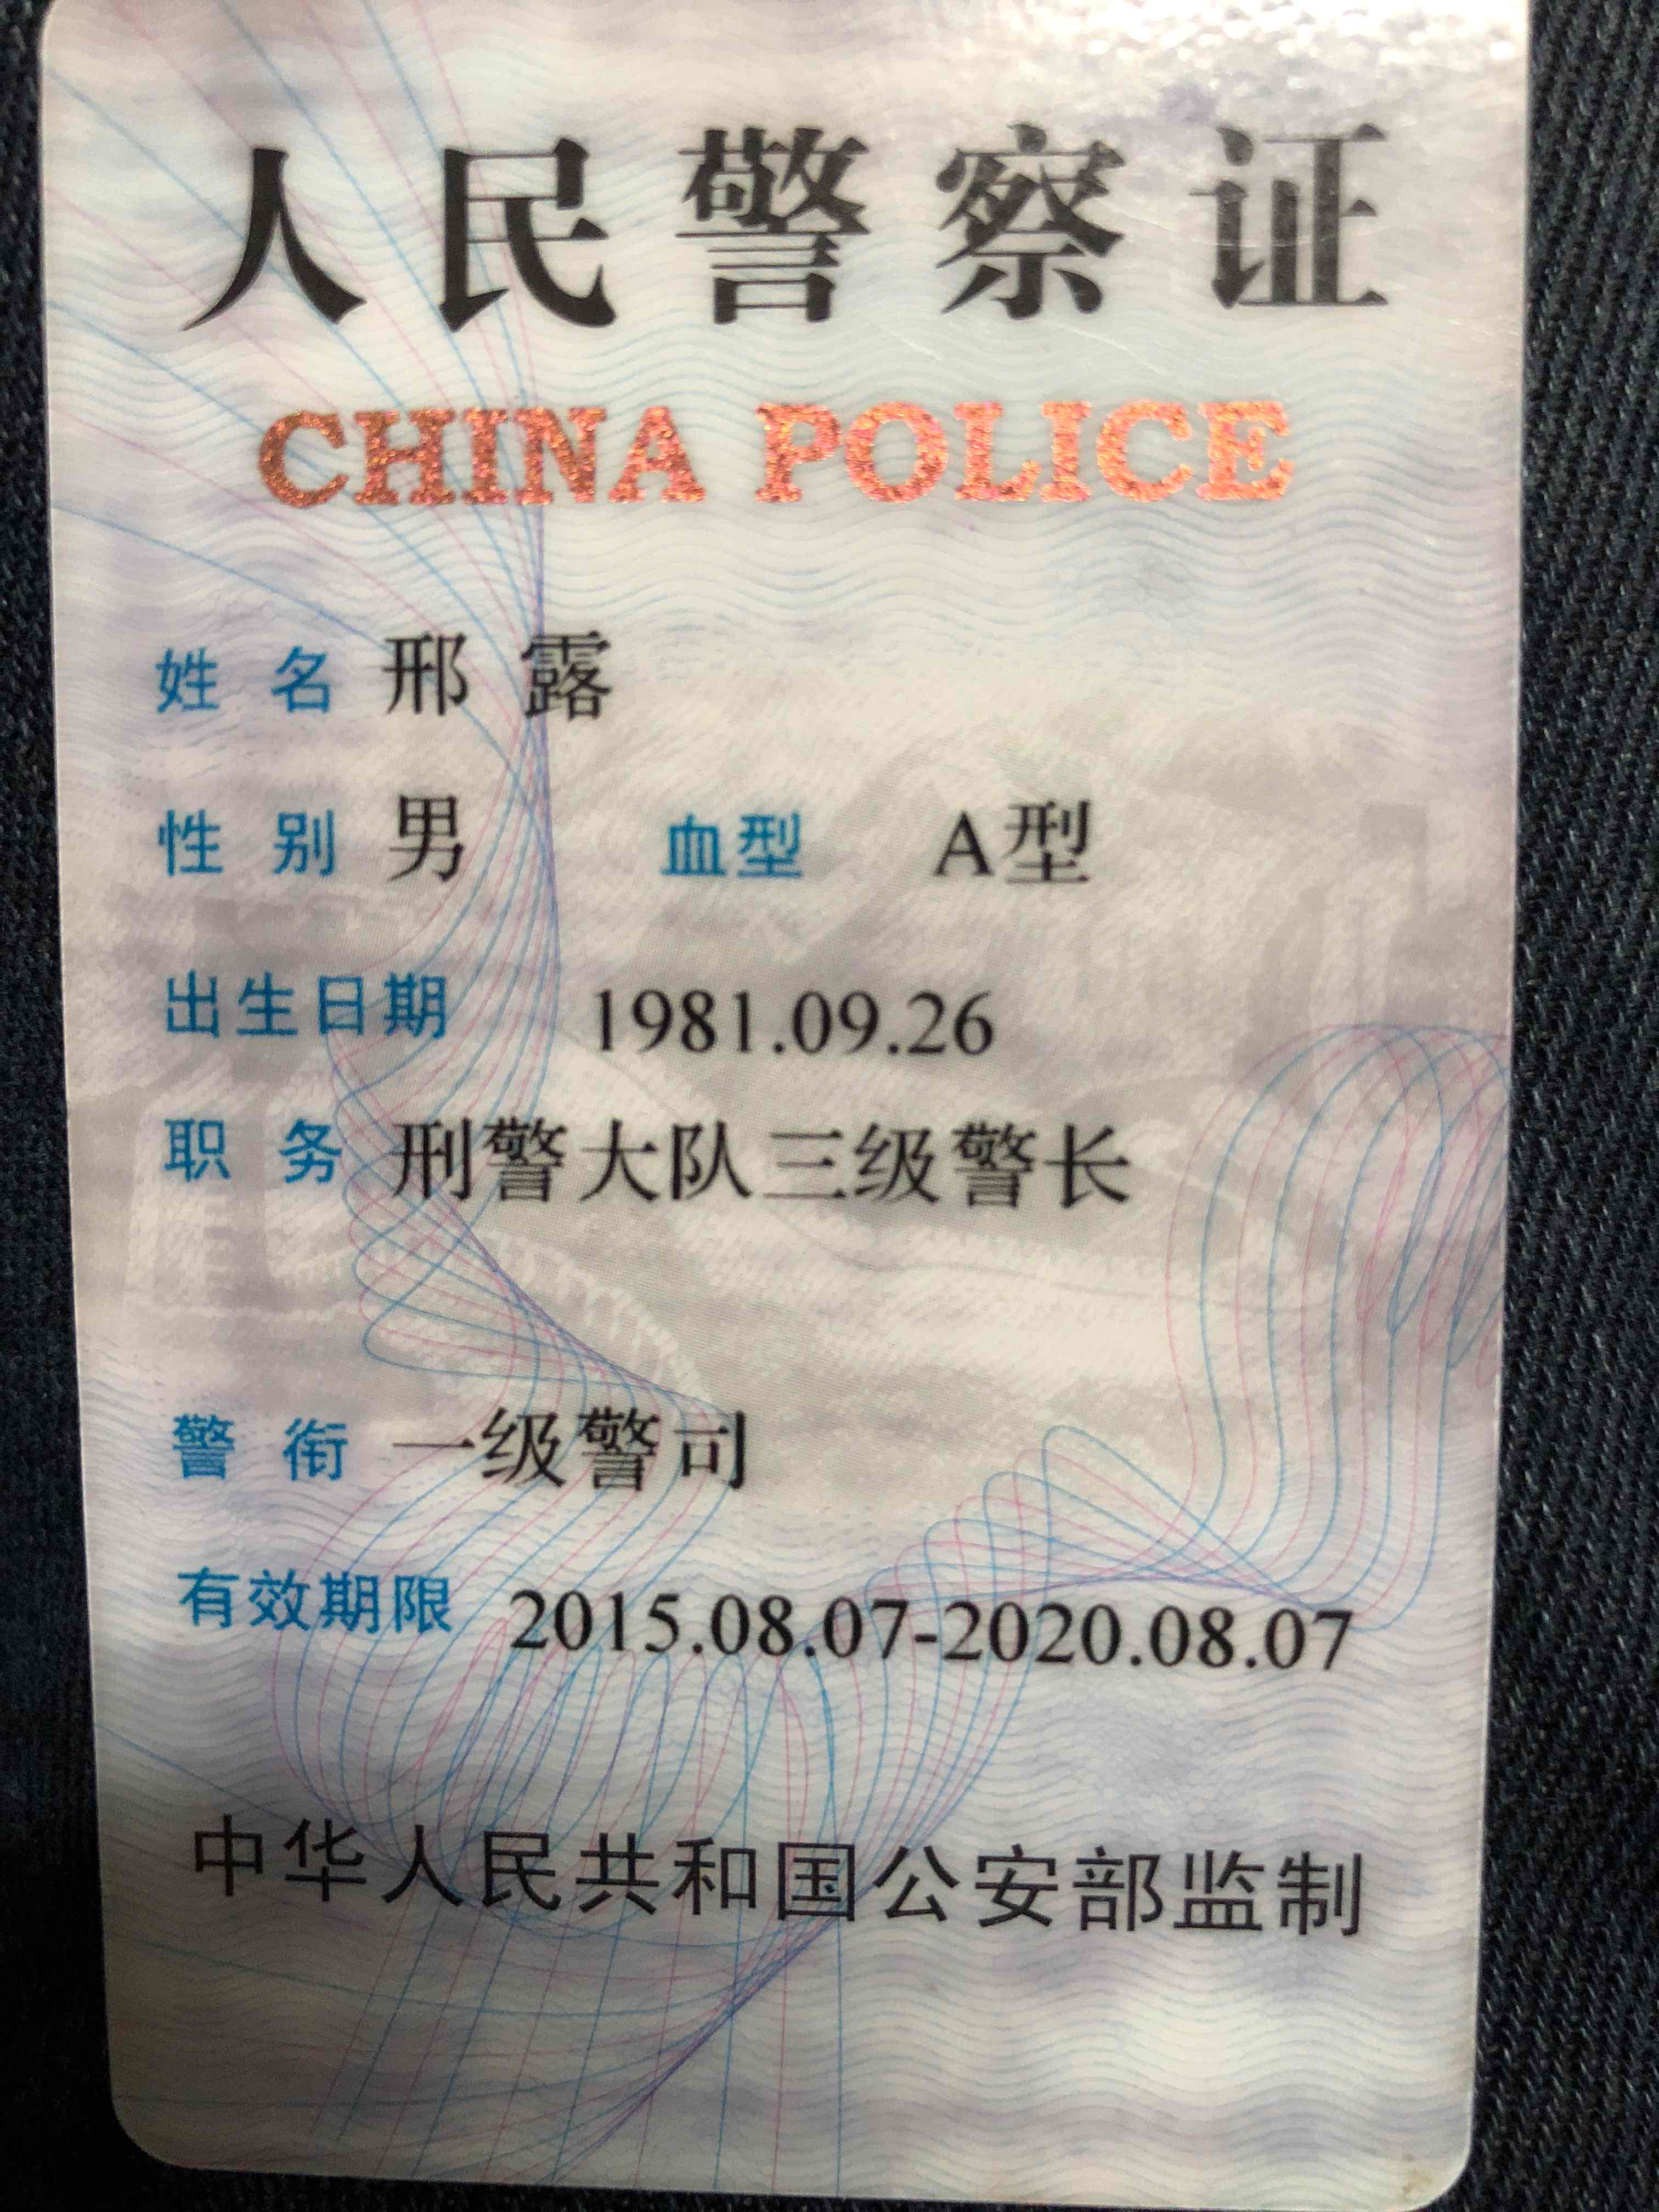 人民警察证
CHINA POLICE
姓名 邢露
性别 男 血型 A型
出生日期 1981.09.26
职务 刑警大队三级警长
警衔 一级警司
有效期限 2015.08.07-2020.08.07
中华人民共和国公安部监制